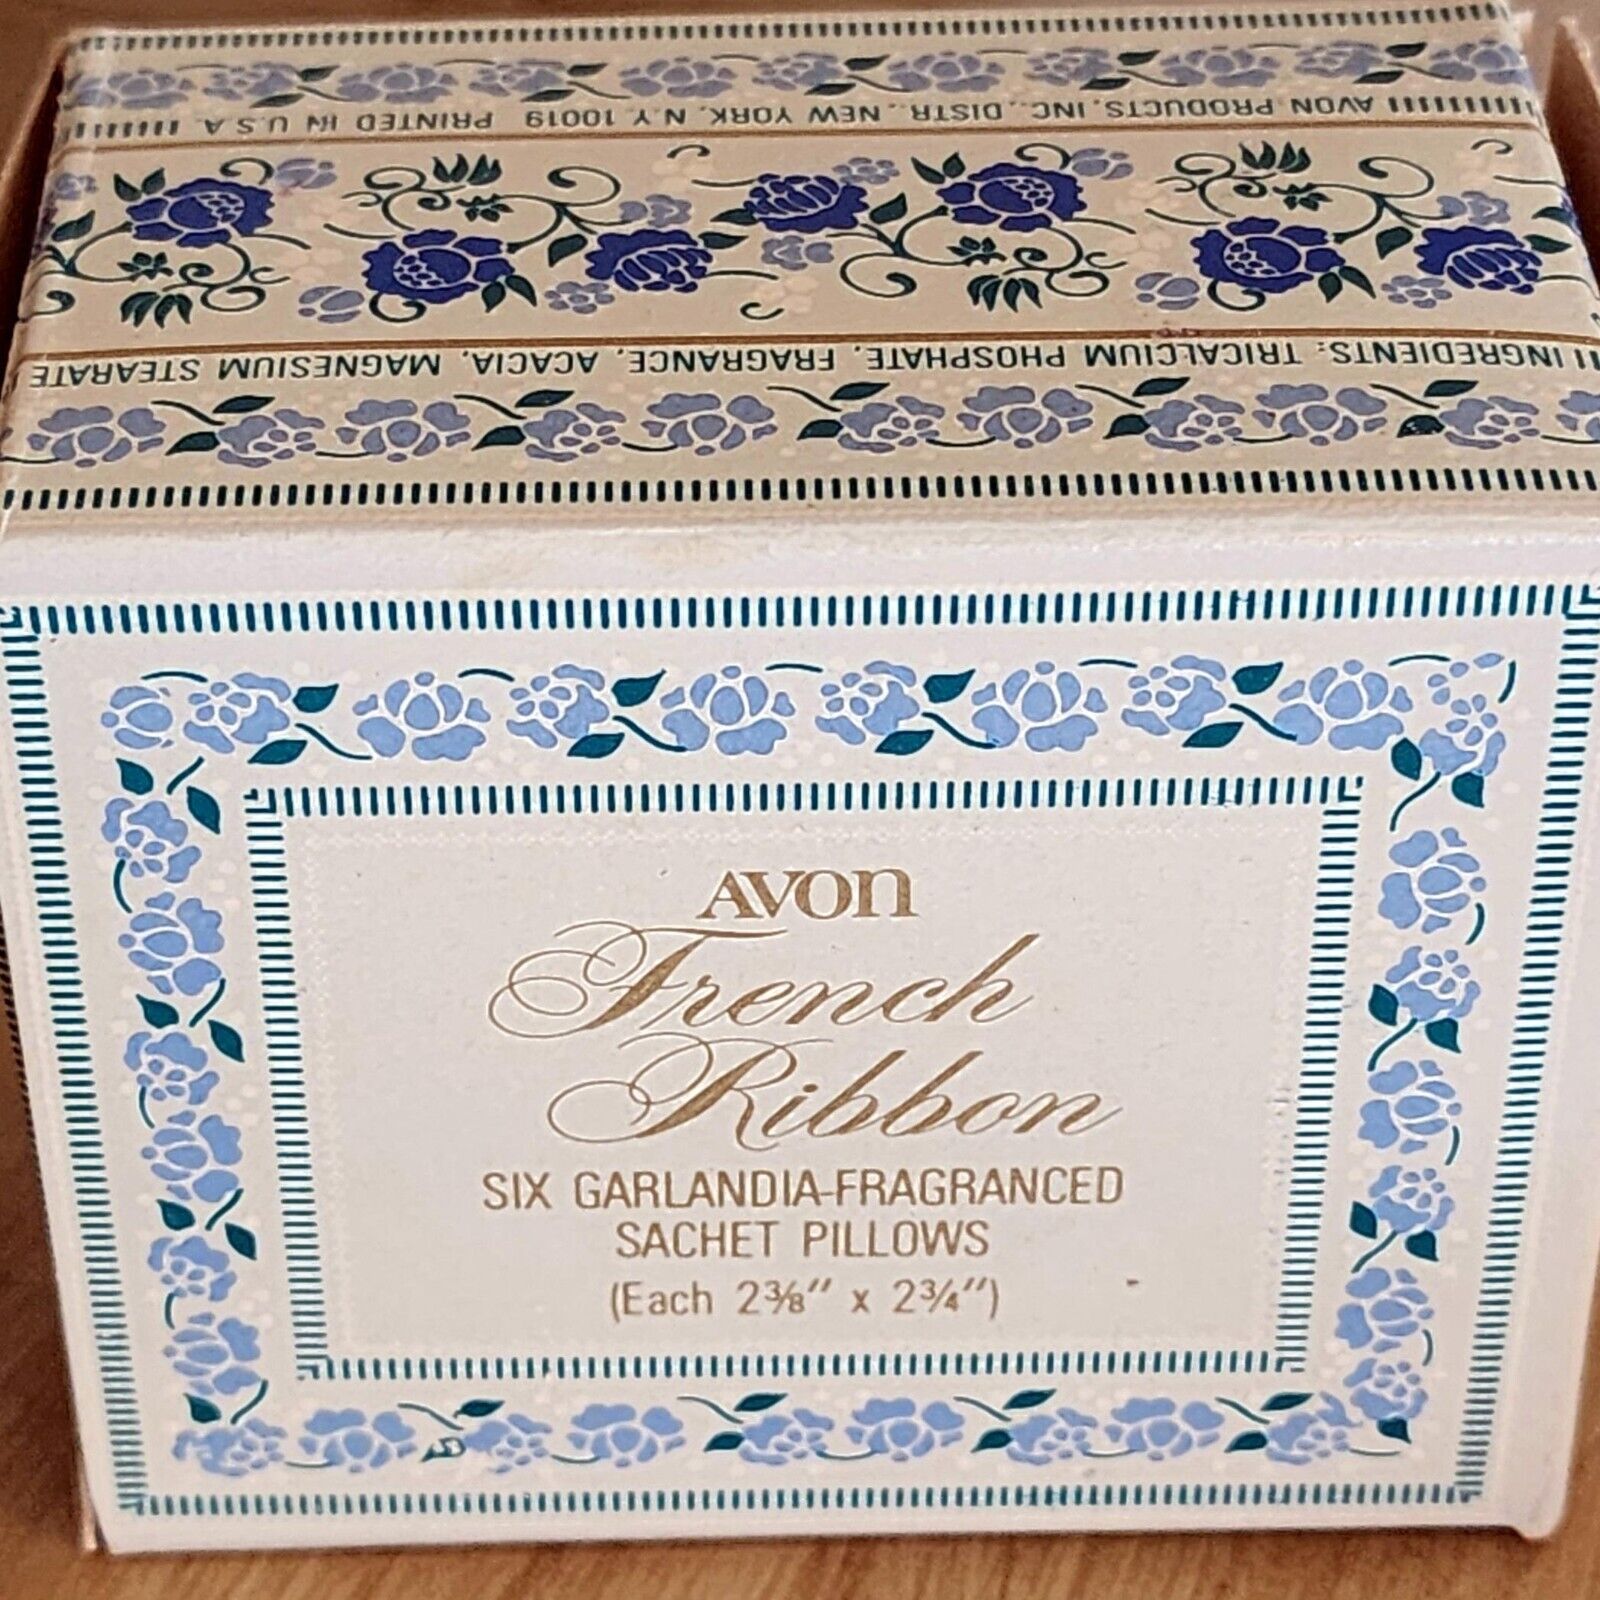 AVON PRODUCTS, INC., DISTR., NEW YORK, N.Y. 10019 PRINTED IN U.S.A.
INGREDIENTS: TRICALCIUM PHOSPHATE, FRAGRANCE, ACACIA, MAGNESIUM STEARATE
AVON
French
Ribbon
SIX GARLANDIA-FRAGRANCED
SACHET PILLOWS
(Each 2⅜" x 2¾")